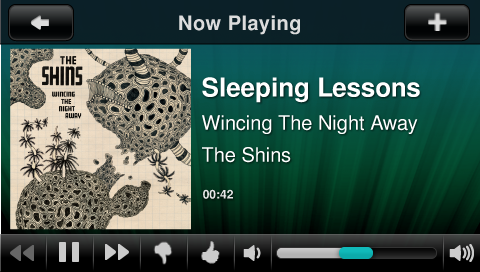 Now Playing
THE
SHINS
WINCING
THE
NIGHT
AWAY
Sleeping Lessons
Wincing The Night Away
The Shins
00:42